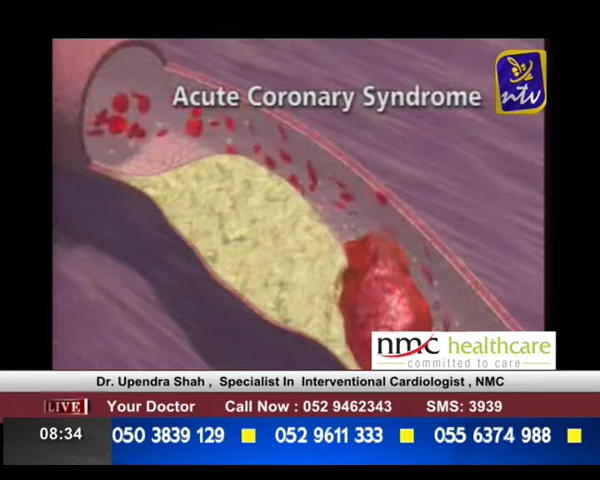 Acute Coronary Syndrome
ntv
nmc healthcare
committed to care
Dr. Upendra Shah , Specialist In Interventional Cardiologist , NMC
LIVE Your Doctor Call Now : 052 9462343 SMS: 3939
08:34 050 3839 129 052 9611 333 055 6374 988